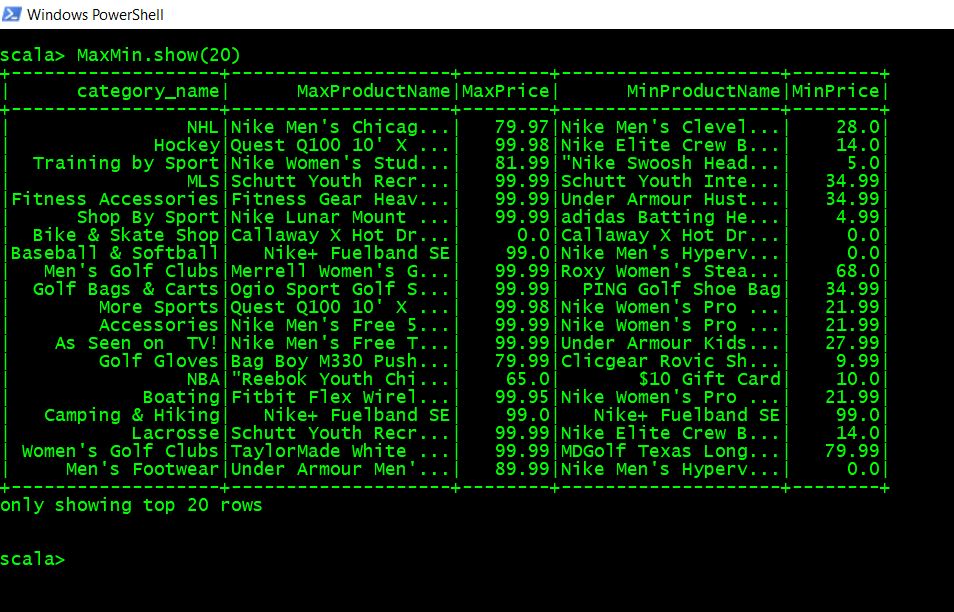 Windows PowerShell
scala> MaxMin.show(20)
+-------------------+--------------------+--------+--------------------+--------+
|      category_name|      MaxProductName|MaxPrice|      MinProductName|MinPrice|
+-------------------+--------------------+--------+--------------------+--------+
|                NHL|Nike Men's Chicag...|   79.97|Nike Men's Clevel...|    28.0|
|             Hockey|Quest Q100 10' X ...|   99.98|Nike Elite Crew B...|    14.0|
|  Training by Sport|Nike Women's Stud...|   81.99|"Nike Swoosh Head...|     5.0|
|                MLS|Schutt Youth Recr...|   99.99|Schutt Youth Inte...|   34.99|
|Fitness Accessories|Fitness Gear Heav...|   99.99|Under Armour Hust...|   34.99|
|      Shop By Sport|Nike Lunar Mount ...|   99.99|adidas Batting He...|    4.99|
|  Bike & Skate Shop|Callaway X Hot Dr...|     0.0|Callaway X Hot Dr...|     0.0|
|Baseball & Softball|   Nike+ Fuelband SE|    99.0|Nike Men's Hyperv...|     0.0|
|   Men's Golf Clubs|Merrell Women's G...|   99.99|Roxy Women's Stea...|    68.0|
|  Golf Bags & Carts|Ogio Sport Golf S...|   99.99|  PING Golf Shoe Bag|   34.99|
|        More Sports|Quest Q100 10' X ...|   99.98|Nike Women's Pro ...|   21.99|
|        Accessories|Nike Men's Free 5...|   99.99|Nike Women's Pro ...|   21.99|
|    As Seen on  TV!|Nike Men's Free T...|   99.99|Under Armour Kids...|   27.99|
|        Golf Gloves|Bag Boy M330 Push...|   79.99|Clicgear Rovic Sh...|    9.99|
|                NBA|"Reebok Youth Chi...|    65.0|       $10 Gift Card|    10.0|
|            Boating|Fitbit Flex Wirel...|   99.95|Nike Women's Pro ...|   21.99|
|   Camping & Hiking|   Nike+ Fuelband SE|    99.0|   Nike+ Fuelband SE|    99.0|
|           Lacrosse|Schutt Youth Recr...|   99.99|Nike Elite Crew B...|    14.0|
| Women's Golf Clubs|TaylorMade White ...|   99.99|MDGolf Texas Long...|   79.99|
|     Men's Footwear|Under Armour Men'...|   89.99|Nike Men's Hyperv...|     0.0|
+-------------------+--------------------+--------+--------------------+--------+
only showing top 20 rows
scala>